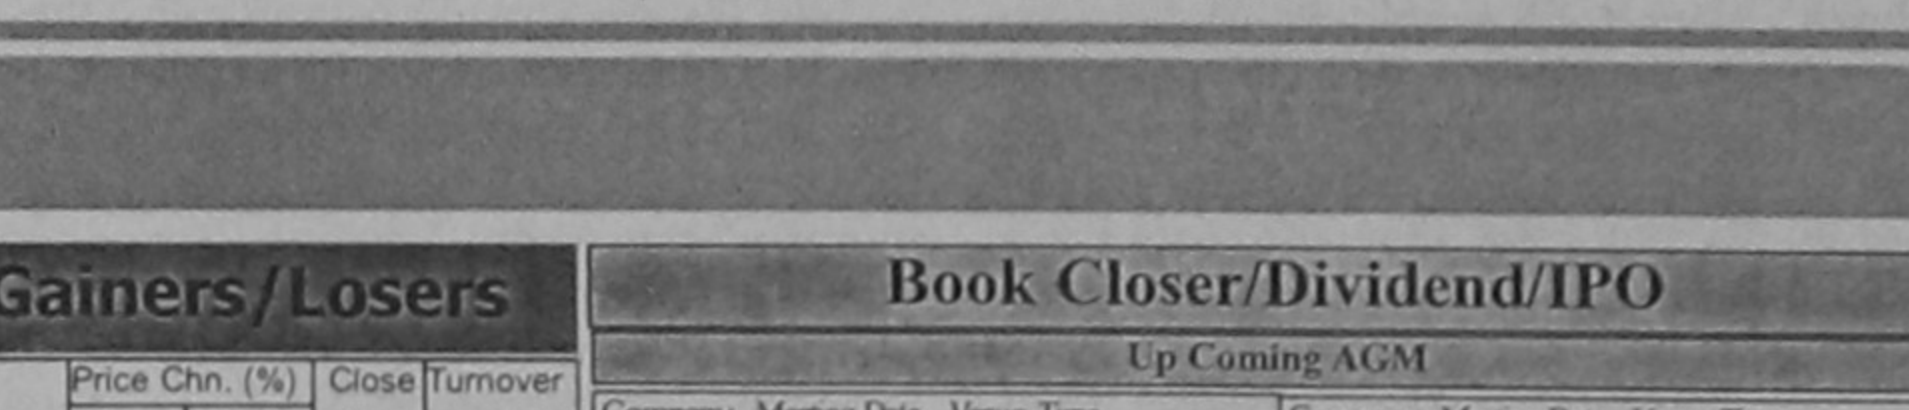 Gainers/Losers
Price Chn. (%) Close Turnover
Book Closer/Dividend/IPO
Up Coming AGM